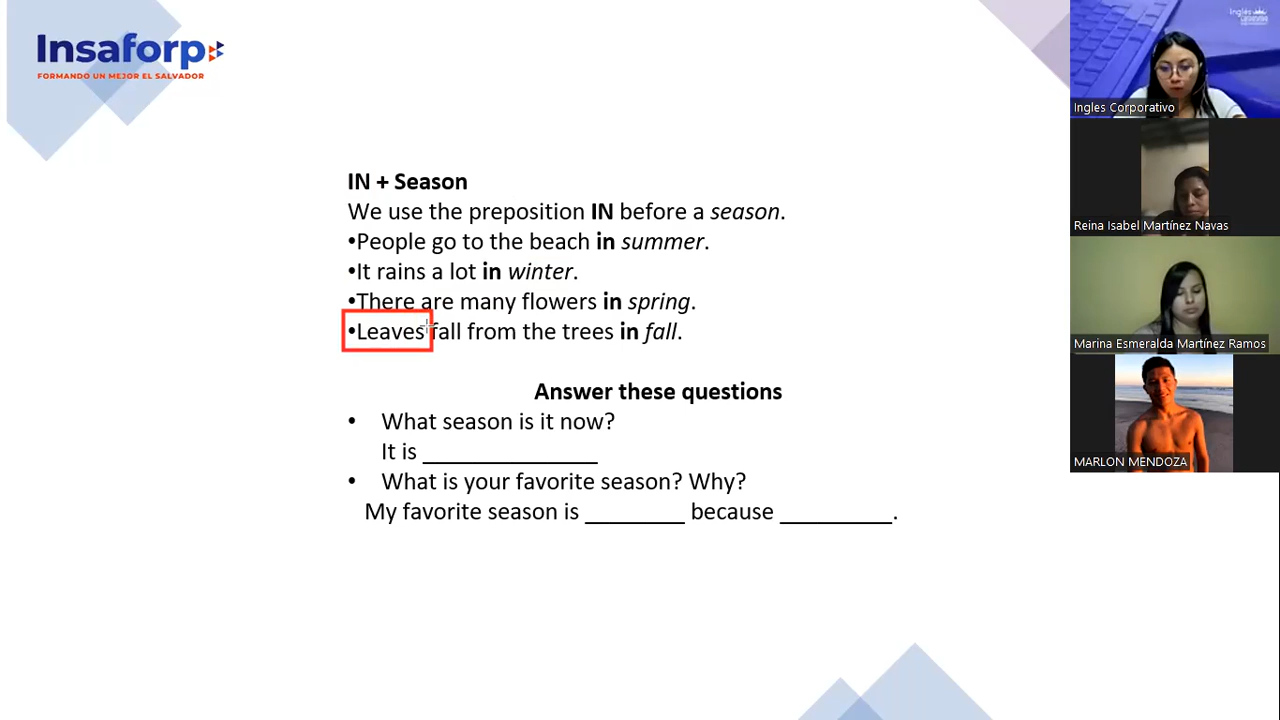 Insaforp
FORMANDO UN MEJOR EL SALVADOR
IN + Season
We use the preposition IN before a season.
•People go to the beach in summer.
•It rains a lot in winter.
•There are many flowers in spring.
•Leaves fall from the trees in fall.
Answer these questions
• What season is it now?
It is _______________
• What is your favorite season? Why?
My favorite season is ________ because _________.
Inglés
Ingles Corporativo
Reina Isabel Martínez Navas
Marina Esmeralda Martínez Ramos
MARLON MENDOZA